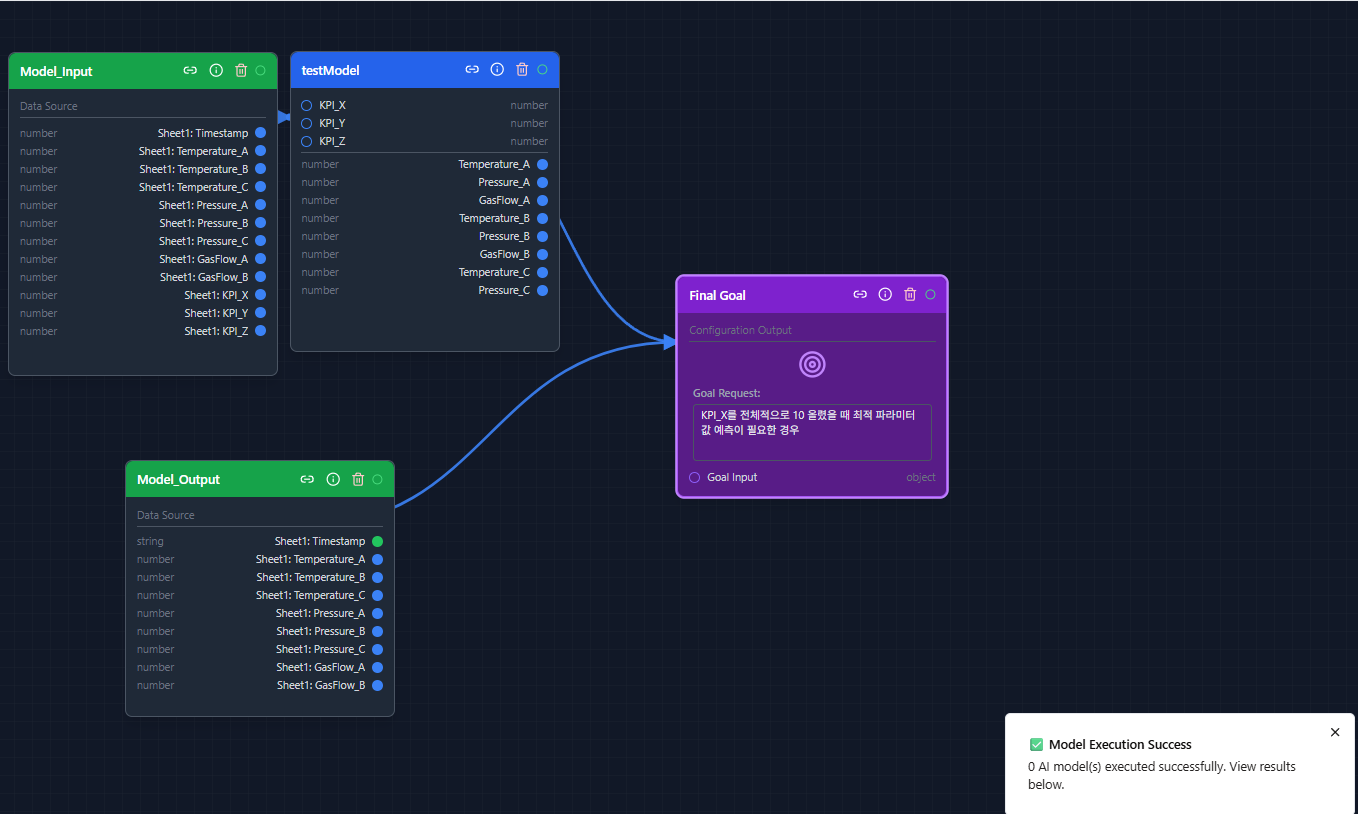 Model_Input
Data Source
number Sheet1: Timestamp
number Sheet1: Temperature_A
number Sheet1: Temperature_B
number Sheet1: Temperature_C
number Sheet1: Pressure_A
number Sheet1: Pressure_B
number Sheet1: Pressure_C
number Sheet1: GasFlow_A
number Sheet1: GasFlow_B
number Sheet1: KPI_X
number Sheet1: KPI_Y
number Sheet1: KPI_Z
testModel
KPI_X number
KPI_Y number
KPI_Z number
number Temperature_A
number Pressure_A
number GasFlow_A
number Temperature_B
number Pressure_B
number GasFlow_B
number Temperature_C
number Pressure_C
Final Goal
Configuration Output
Goal Request:
KPI_X를 전체적으로 10 올렸을 때 최적 파라미터
값 예측이 필요한 경우
Goal Input object
Model_Output
Data Source
string Sheet1: Timestamp
number Sheet1: Temperature_A
number Sheet1: Temperature_B
number Sheet1: Temperature_C
number Sheet1: Pressure_A
number Sheet1: Pressure_B
number Sheet1: Pressure_C
number Sheet1: GasFlow_A
number Sheet1: GasFlow_B
Model Execution Success
0 AI model(s) executed successfully. View results
below.